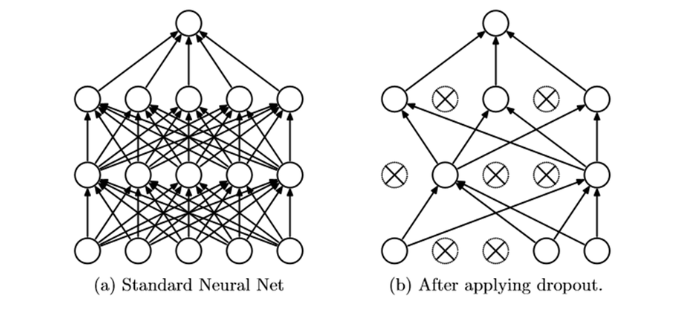 (a) Standard Neural Net
(b) After applying dropout.